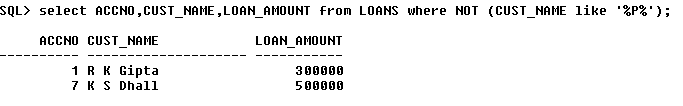 SQL> select ACCNO,CUST_NAME,LOAN_AMOUNT from LOANS where NOT (CUST_NAME like '%P%');
ACCNO CUST_NAME LOAN_AMOUNT
---------- -------------------- -----------
1 R K Gipta 300000
7 K S Dhall 500000